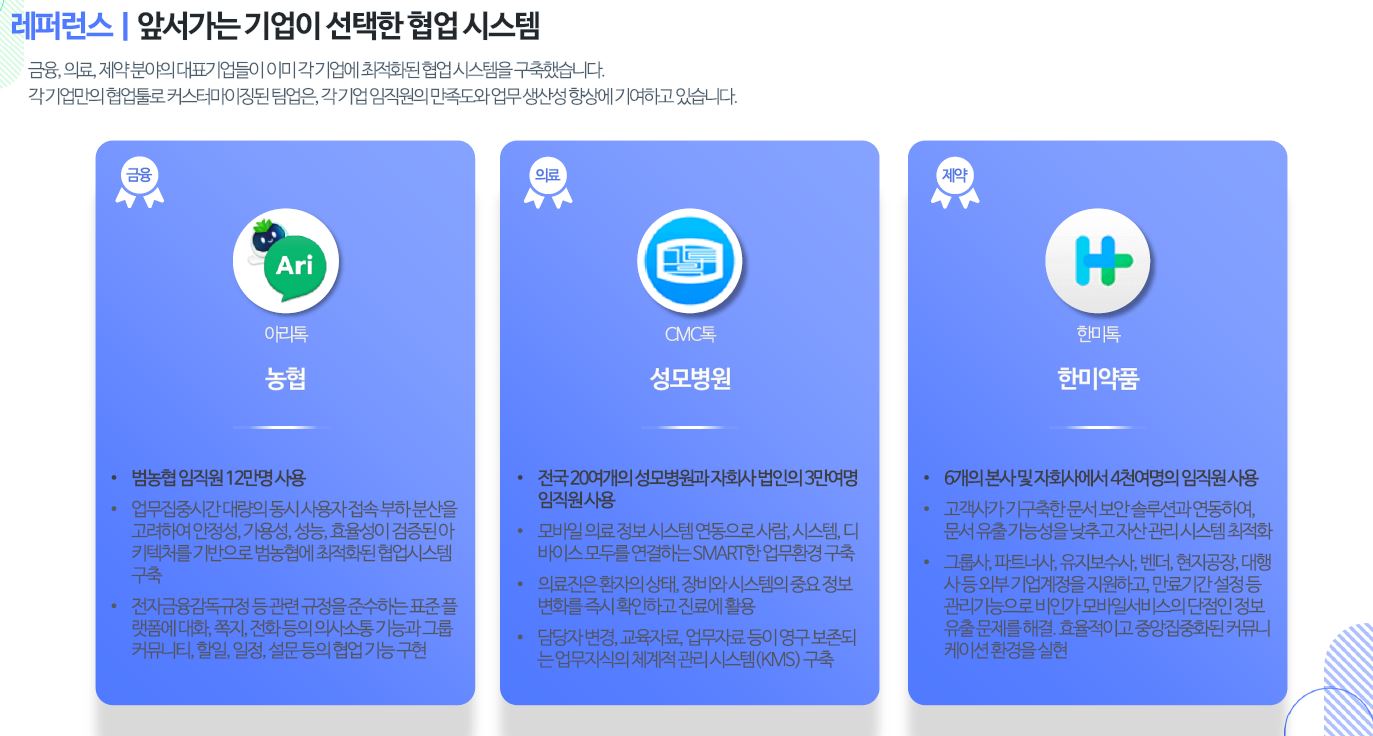 레퍼런스 | 앞서가는 기업이 선택한 협업 시스템
금융, 의료, 제약 분야의 대표기업들이 이미 각 기업에 최적화된 협업 시스템을 구축했습니다.
각 기업만의 협업툴로 커스터마이징된 팀업은, 각 기업 임직원의 만족도와 업무 생산성 향상에 기여하고 있습니다.
금융
Ari
아리톡
농협
• 범농협 임직원 12만명 사용
• 업무집중시간 대량의 동시 사용자 접속 부하 분산을
고려하여 안정성, 가용성, 성능, 효율성이 검증된 아
키텍처를 기반으로 범농협에 최적화된 협업시스템
구축
• 전자금융감독규정 등 관련 규정을 준수하는 표준 플
랫폼에 대화, 쪽지, 전화 등의 의사소통 기능과 그룹
커뮤니티, 할일, 일정, 설문 등의 협업 기능 구현
의료
CMC톡
성모병원
• 전국 20여개의 성모병원과 자회사 법인의 3만여명
임직원 사용
• 모바일 의료 정보 시스템 연동으로 사람, 시스템, 디
바이스 모두를 연결하는 SMART한 업무환경 구축
• 의료진은 환자의 상태, 장비와 시스템의 중요 정보
변화를 즉시 확인하고 진료에 활용
• 담당자 변경, 교육자료, 업무자료 등이 영구 보존되
는 업무지식의 체계적 관리 시스템(KMS) 구축
제약
한미톡
한미약품
• 6개의 본사 및 자회사에서 4천여명의 임직원 사용
• 고객사가 기구축한 문서 보안 솔루션과 연동하여,
문서 유출 가능성을 낮추고 자산 관리 시스템 최적화
• 그룹사, 파트너사, 유지보수사, 벤더, 현지공장, 대행
사 등 외부 기업계정을 지원하고, 만료기간 설정 등
관리기능으로 비인가 모바일서비스의 단점인 정보
유출 문제를 해결. 효율적이고 중앙집중화된 커뮤니
케이션 환경을 실현